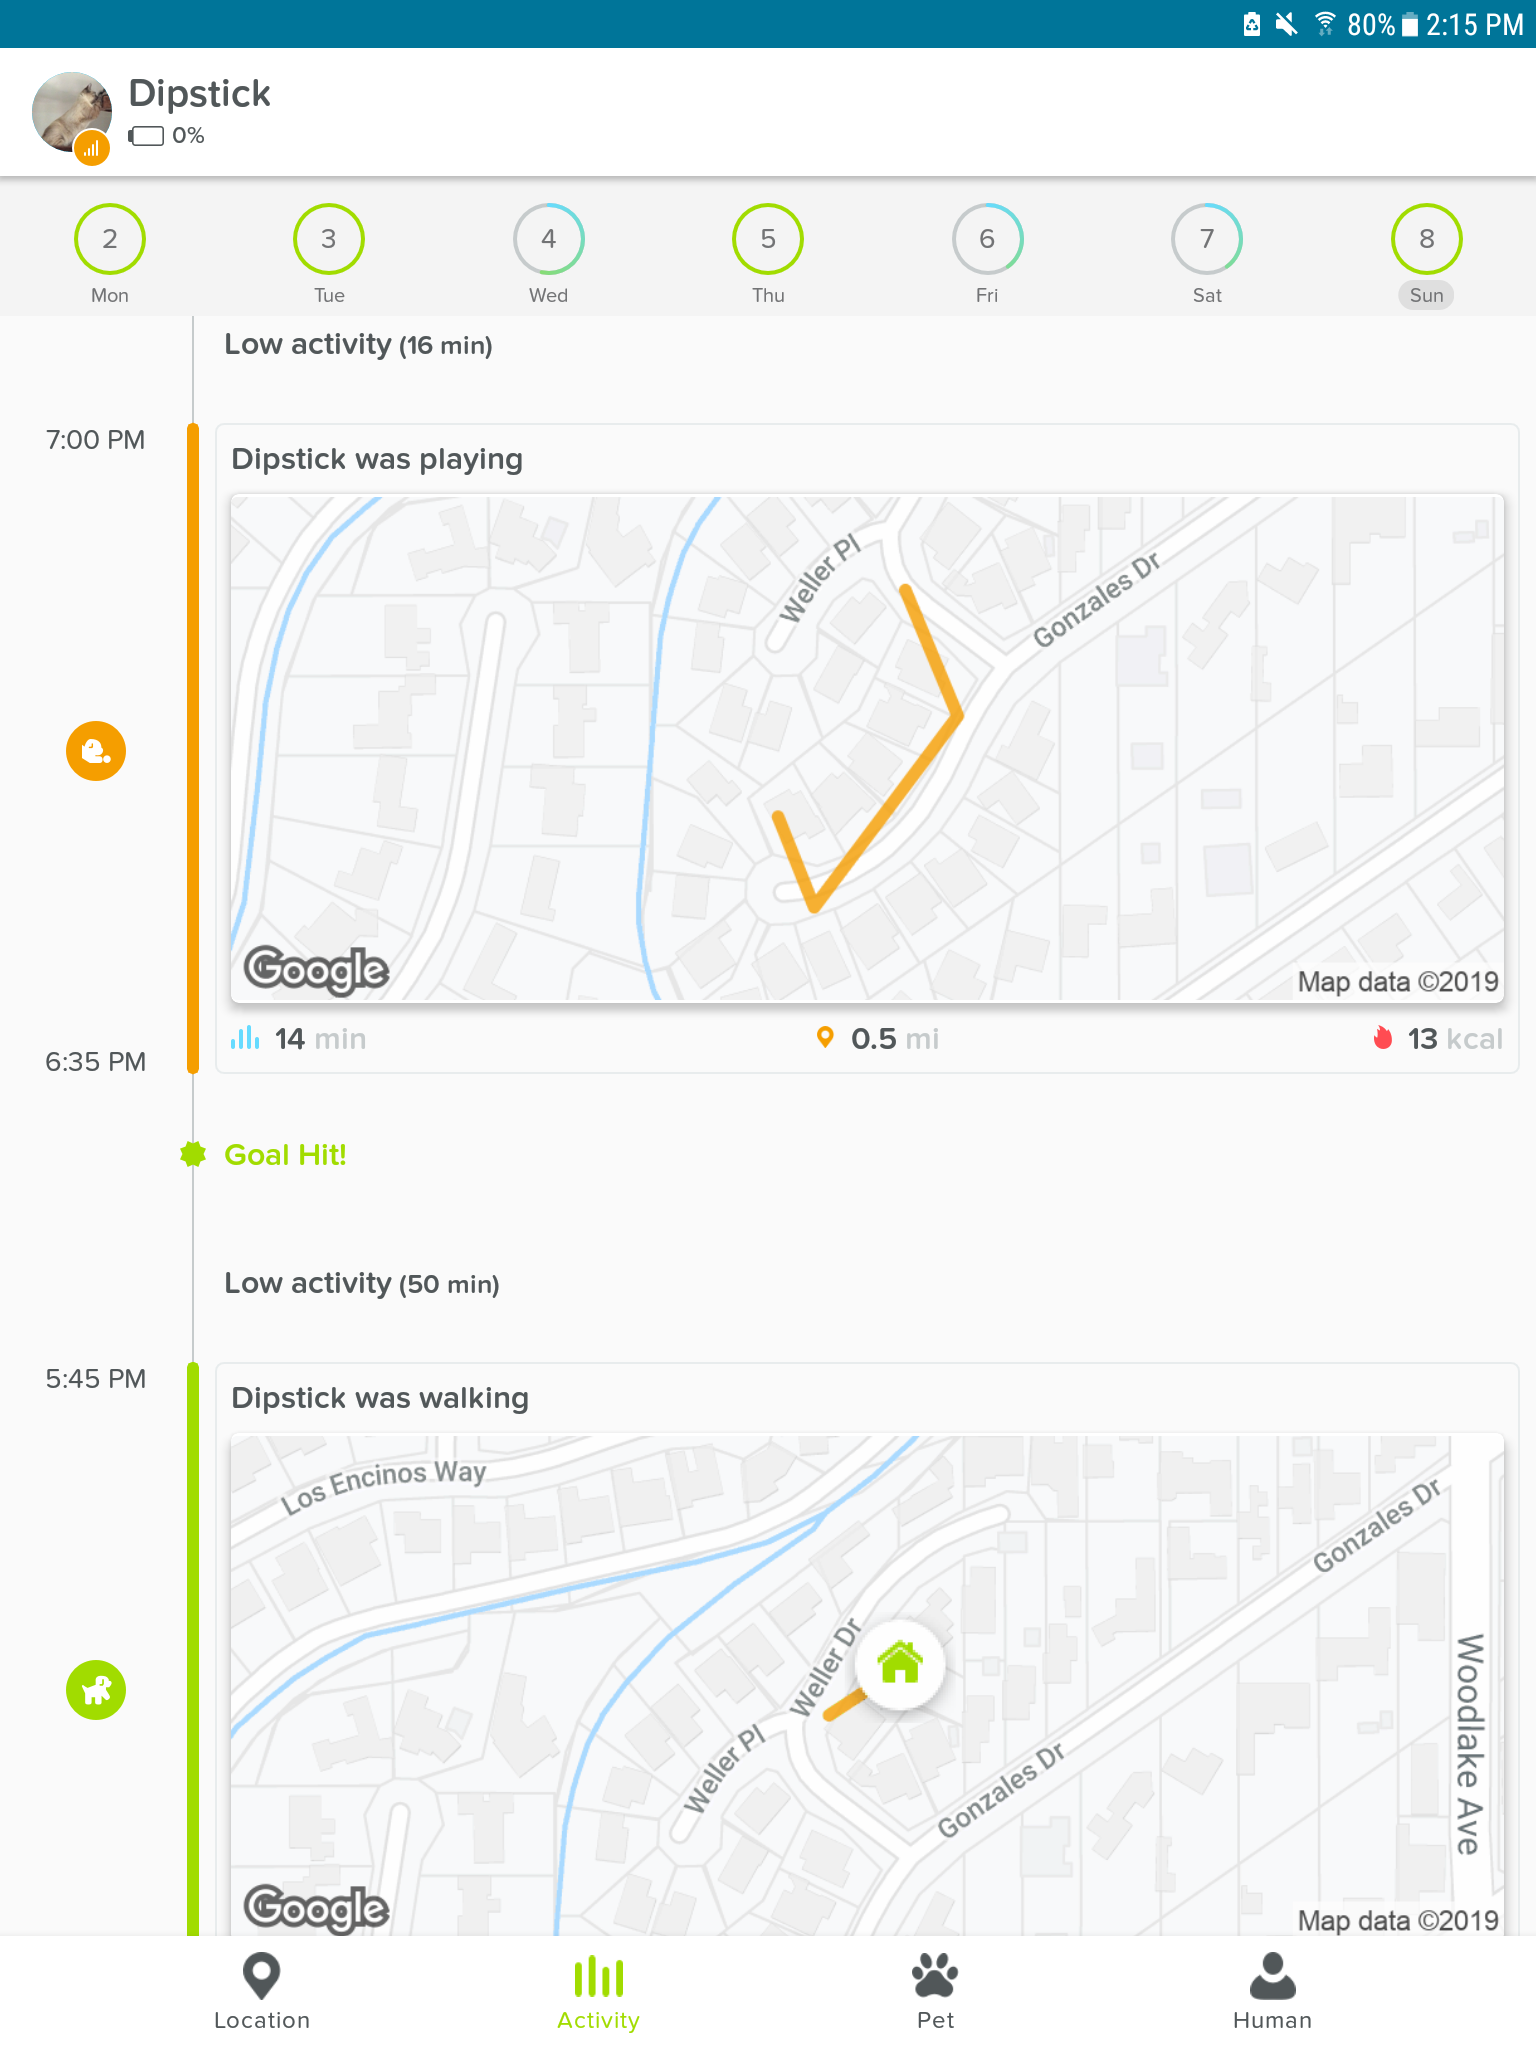 80% 2:15 PM
Dipstick
0%
2 3 4 5 6 7 8
Mon Tue Wed Thu Fri Sat Sun
Low activity (16 min)
7:00 PM
Dipstick was playing
Weller Pl
Gonzales Dr
Google
Map data ©2019
14 min 0.5 mi 13 kcal
6:35 PM
Goal Hit!
Low activity (50 min)
5:45 PM
Dipstick was walking
Los Encinos Way
Gonzales Dr
Weller Dr
Woodlake Ave
Weller Pl
Gonzales Dr
Google
Map data ©2019
Location Activity Pet Human